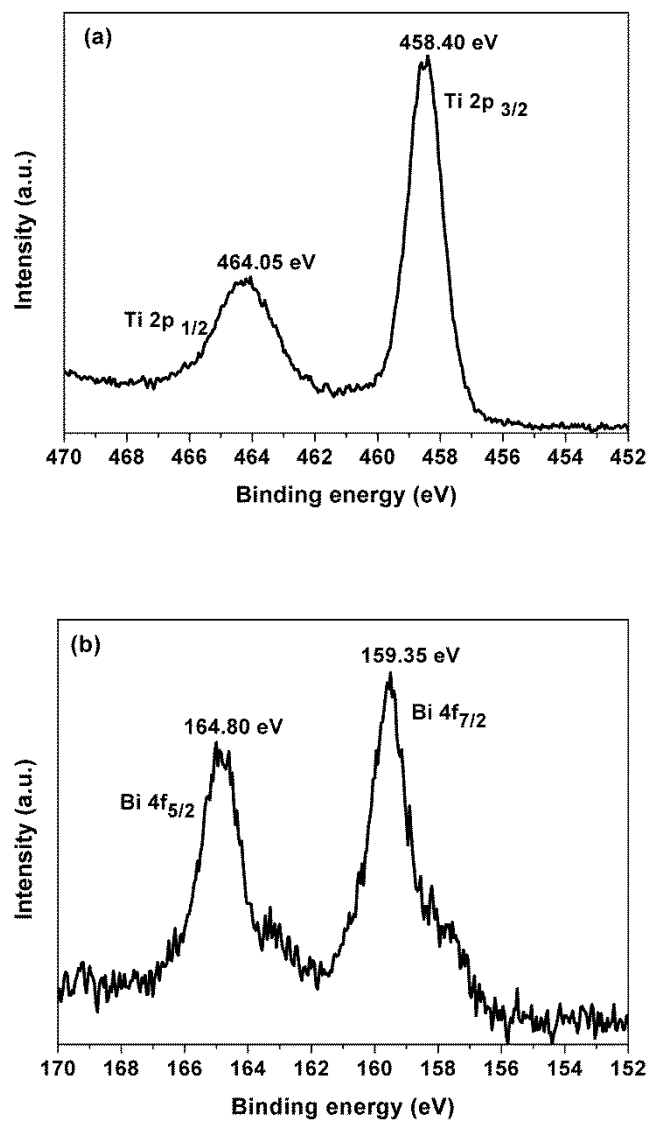 (a)
458.40 eV
Ti 2p 3/2
464.05 eV
Ti 2p 1/2
Intensity (a.u.)
470 468 466 464 462 460 458 456 454 452
Binding energy (eV)
(b)
159.35 eV
Bi 4f7/2
164.80 eV
Bi 4f5/2
Intensity (a.u.)
170 168 166 164 162 160 158 156 154 152
Binding energy (eV)